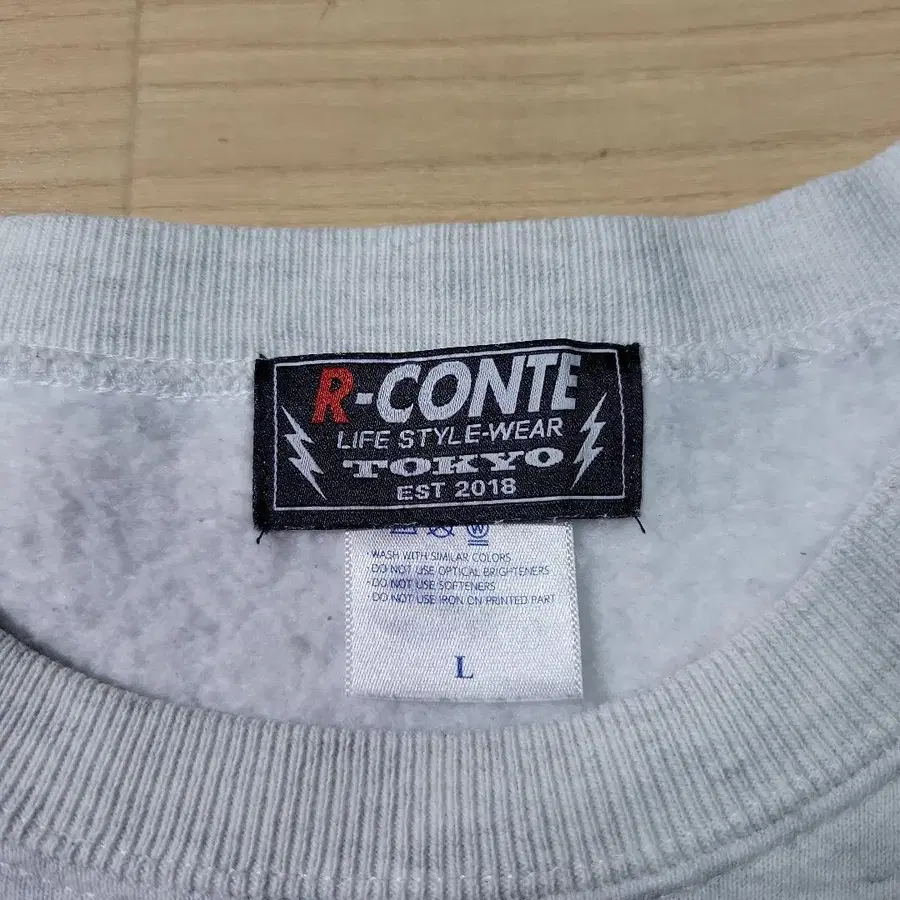 R-CONTE
LIFE STYLE-WEAR
TOKYO
EST 2018
W
· WASH WITH SIMILAR COLORS
· DO NOT USE OPTICAL BRIGHTENERS
· DO NOT USE SOFTENERS
· DO NOT USE IRON ON PRINTED PART
L